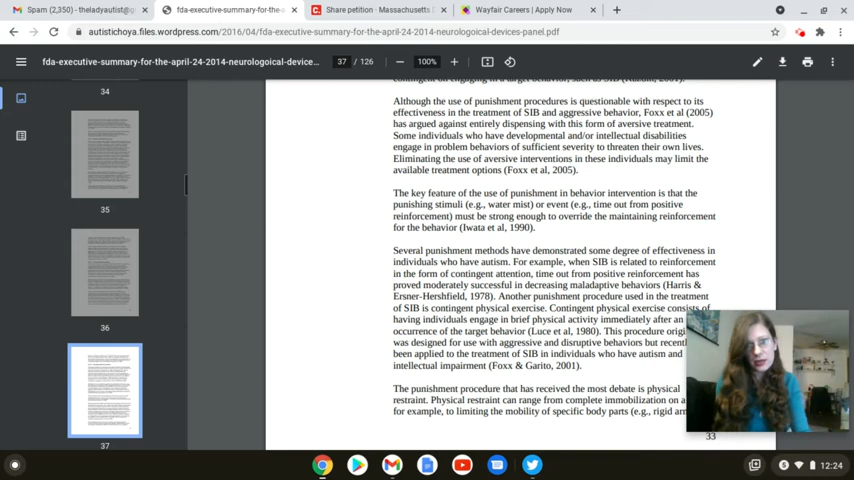 Spam (2,350) - theladyautist@g
fda-executive-summary-for-the-a
Share petition · Massachusetts D
Wayfair Careers | Apply Now
autistichoya.files.wordpress.com/2016/04/fda-executive-summary-for-the-april-24-2014-neurologoical-devices-panel.pdf
fda-executive-summary-for-the-april-24-2014-neurologoical-devices...
37 / 126
100%
34
35
36
37
contingent on engaging in a target behavior, such as SIB
Although the use of punishment procedures is questionable with respect to its
effectiveness in the treatment of SIB and aggressive behavior, Foxx et al (2005)
has argued against entirely dispensing with this form of aversive treatment.
Some individuals who have developmental and/or intellectual disabilities
engage in problem behaviors of sufficient severity to threaten their own lives.
Eliminating the use of aversive interventions in these individuals may limit the
available treatment options (Foxx et al, 2005).
The key feature of the use of punishment in behavior intervention is that the
punishing stimuli (e.g., water mist) or event (e.g., time out from positive
reinforcement) must be strong enough to override the maintaining reinforcement
for the behavior (Iwata et al, 1990).
Several punishment methods have demonstrated some degree of effectiveness in
individuals who have autism. For example, when SIB is related to reinforcement
in the form of contingent attention, time out from positive reinforcement has
proved moderately successful in decreasing maladaptive behaviors (Harris &
Ersner-Hershfield, 1978). Another punishment procedure used in the treatment
of SIB is contingent physical exercise. Contingent physical exercise consists of
having individuals engage in brief physical activity immediately after an
occurrence of the target behavior (Luce et al, 1980). This procedure origi
was designed for use with aggressive and disruptive behaviors but recentl
been applied to the treatment of SIB in individuals who have autism and
intellectual impairment (Foxx & Garito, 2001).
The punishment procedure that has received the most debate is physical
restraint. Physical restraint can range from complete immobilization on a
for example, to limiting the mobility of specific body parts (e.g., rigid arm
33
12:24